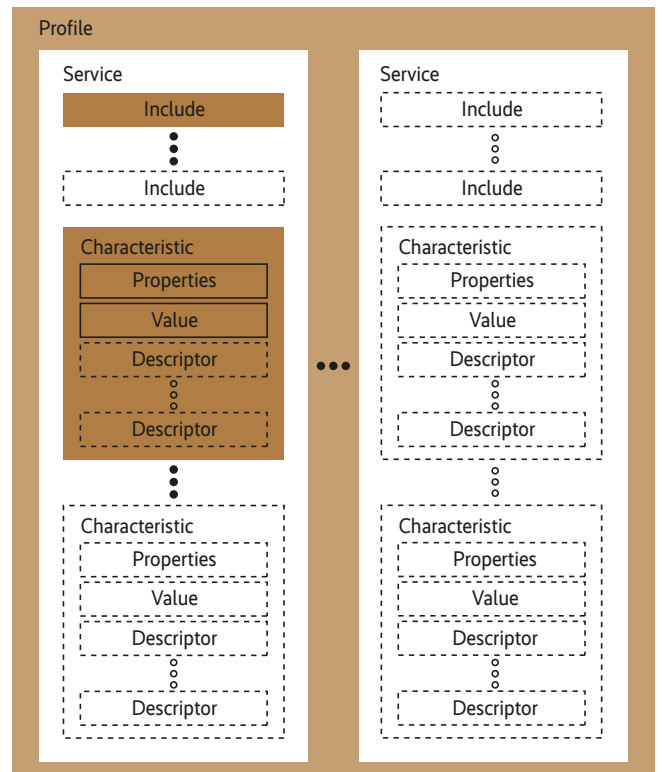 Profile
Service
Include
Include
Characteristic
Properties
Value
Descriptor
Descriptor
Characteristic
Properties
Value
Descriptor
Descriptor
Service
Include
Include
Characteristic
Properties
Value
Descriptor
Descriptor
Characteristic
Properties
Value
Descriptor
Descriptor